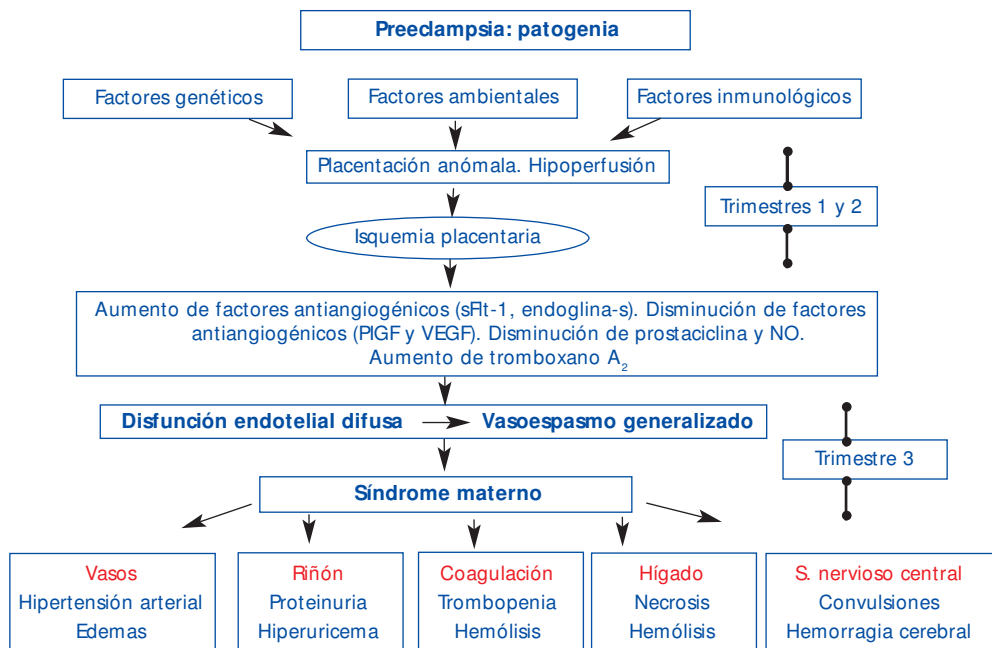 Preeclampsia: patogenia
Factores genéticos
Factores ambientales
Factores inmunológicos
Placentación anómala. Hipoperfusión
Trimestres 1 y 2
Isquemia placentaria
Aumento de factores antiangiogénicos (sFlt-1, endoglina-s). Disminución de factores
antiangiogénicos (PlGF y VEGF). Disminución de prostaciclina y NO.
Aumento de tromboxano A₂
Disfunción endotelial difusa
Vasoespasmo generalizado
Trimestre 3
Síndrome materno
Vasos
Hipertensión arterial
Edemas
Riñón
Proteinuria
Hiperuricema
Coagulación
Trombopenia
Hemólisis
Hígado
Necrosis
Hemólisis
S. nervioso central
Convulsiones
Hemorragia cerebral